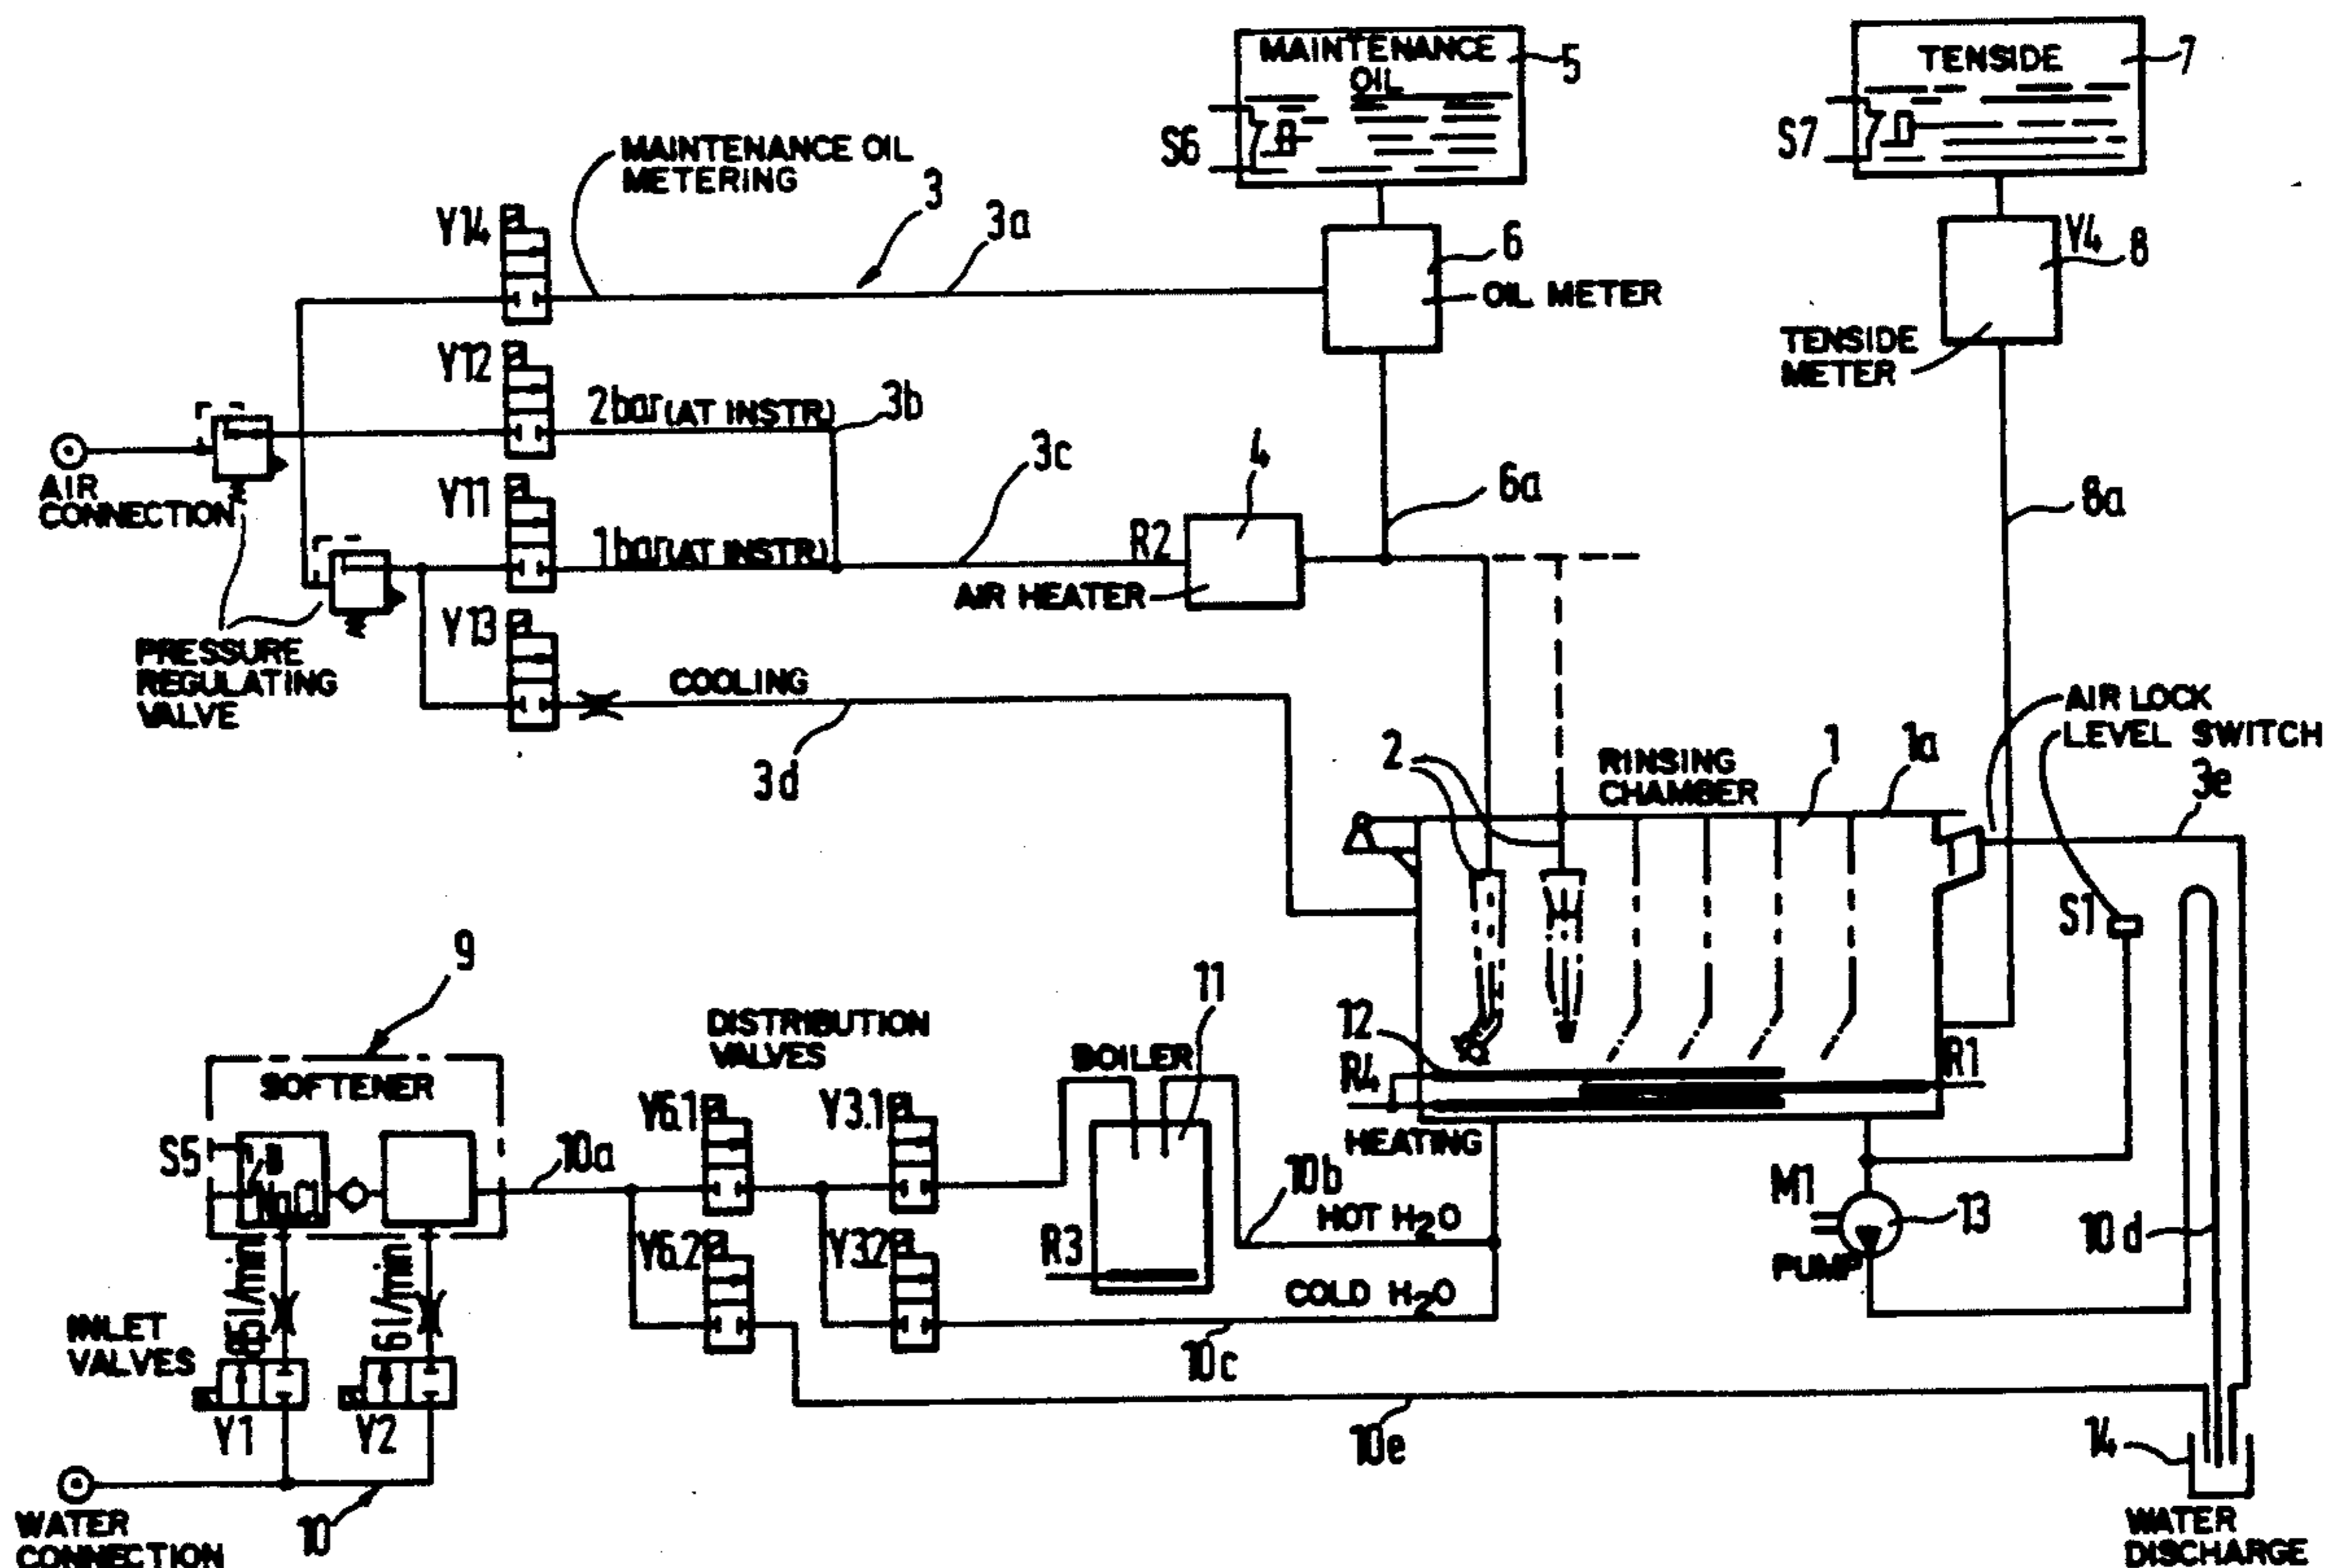 MAINTENANCE
OIL
5
TENSIDE
7
S6
S7
MAINTENANCE OIL
METERING
3
3a
Y14
6
OIL METER
Y4
8
TENSIDE
METER
Y12
2bar (AT INSTR)
3b
AIR
CONNECTION
Y11
1bar (AT INSTR)
3c
R2
4
AIR HEATER
6a
8a
PRESSURE
REGULATING
VALVE
Y13
COOLING
3d
2
RINSING
CHAMBER
1
1a
AIR LOCK
LEVEL SWITCH
3e
S1
9
SOFTENER
S5
NaCl
10a
DISTRIBUTION
VALVES
Y6.1
Y3.1
Y6.2
Y3.2
BOILER
11
R3
12
R4
HEATING
R1
10b
HOT H2O
COLD H2O
10c
M1
PUMP
13
10d
INLET
VALVES
6l/min
Y1
Y2
10
WATER
CONNECTION
10e
14
WATER
DISCHARGE